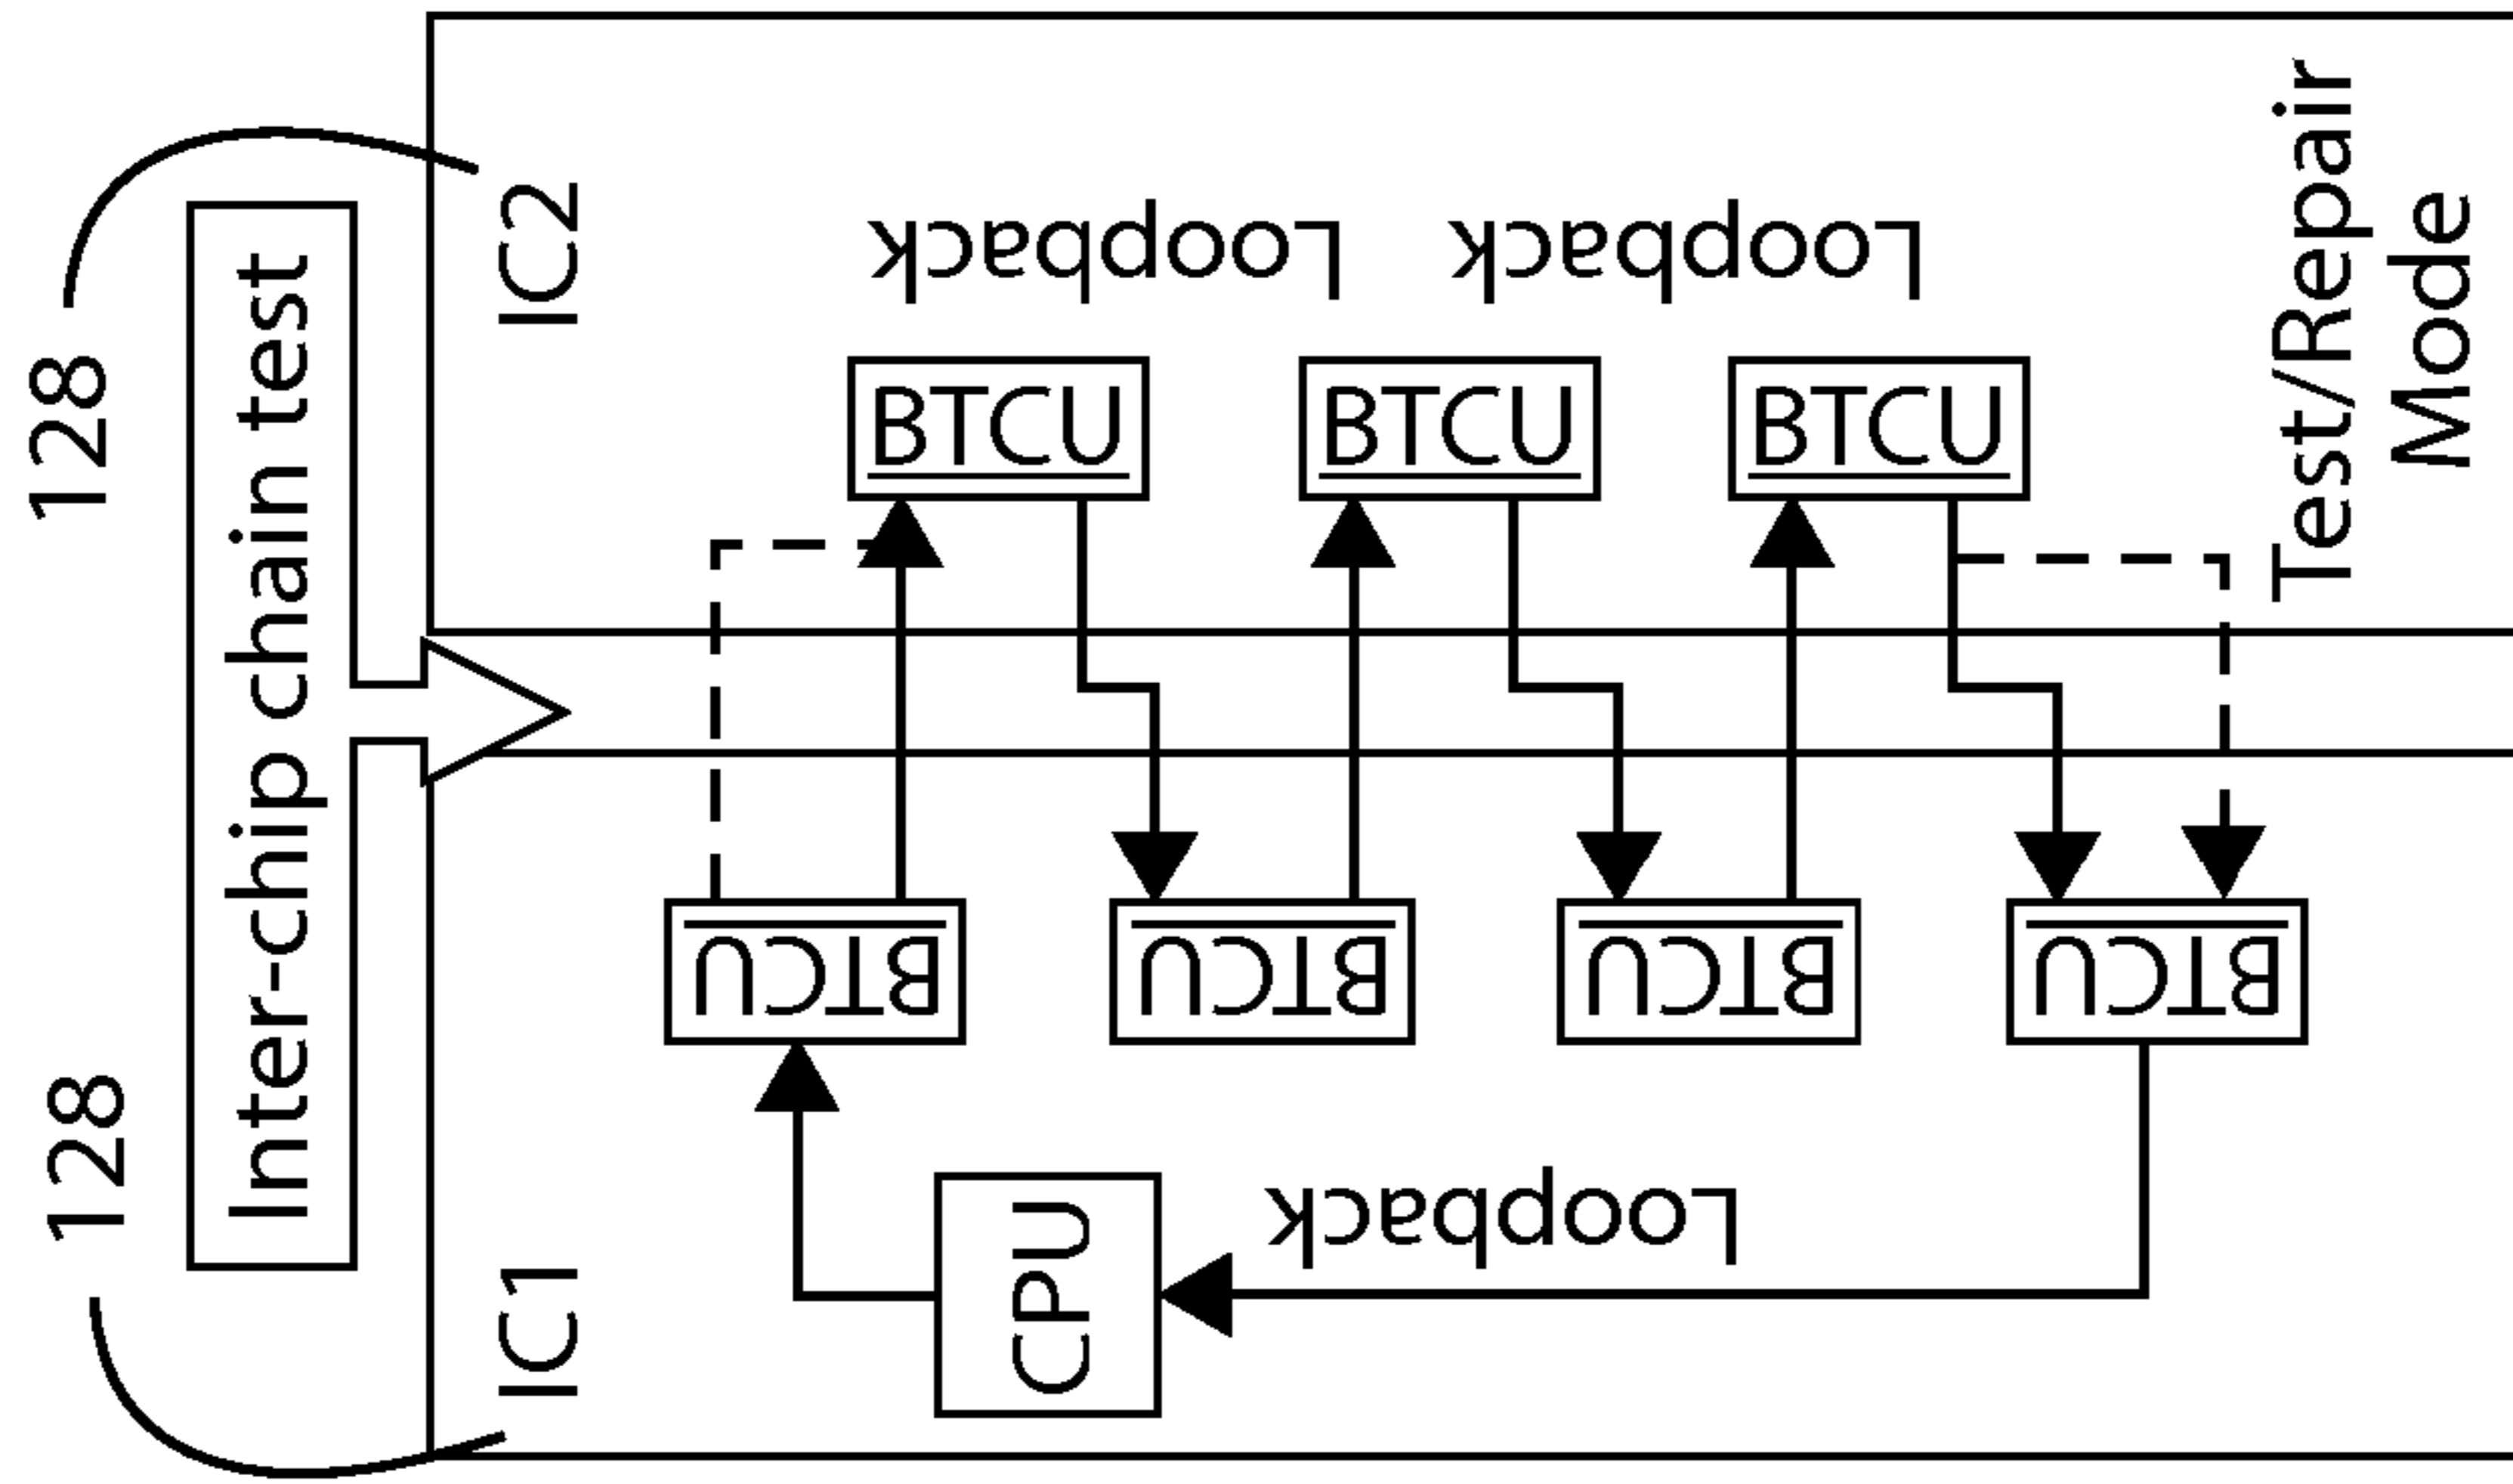 128
128
Inter-chip chain test
IC2
IC1
Loopback
Loopback
BTCU
BTCU
BTCU
Test/Repair
Mode
BTCU
BTCU
BTCU
BTCU
CPU
Loopback